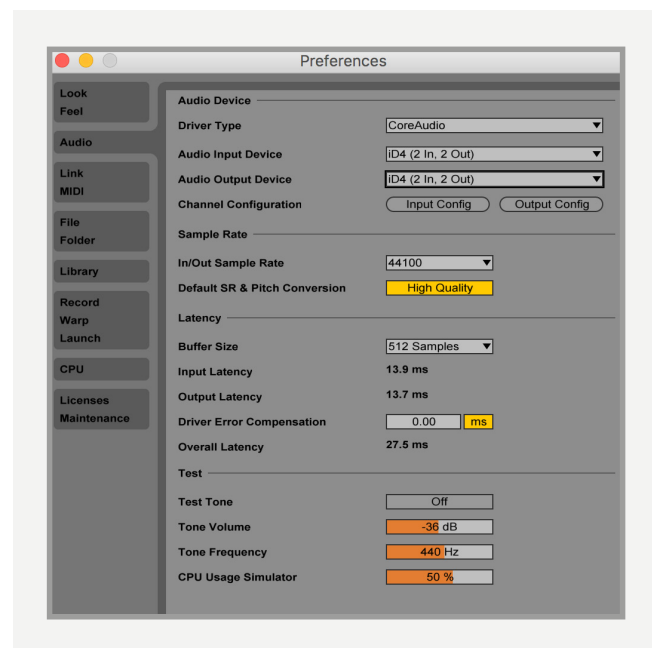 Preferences
Look
Feel
Audio
Link
MIDI
File
Folder
Library
Record
Warp
Launch
CPU
Licenses
Maintenance
Audio Device
Driver Type CoreAudio
Audio Input Device iD4 (2 In, 2 Out)
Audio Output Device iD4 (2 In, 2 Out)
Channel Configuration Input Config Output Config
Sample Rate
In/Out Sample Rate 44100
Default SR & Pitch Conversion High Quality
Latency
Buffer Size 512 Samples
Input Latency 13.9 ms
Output Latency 13.7 ms
Driver Error Compensation 0.00 ms
Overall Latency 27.5 ms
Test
Test Tone Off
Tone Volume -36 dB
Tone Frequency 440 Hz
CPU Usage Simulator 50 %